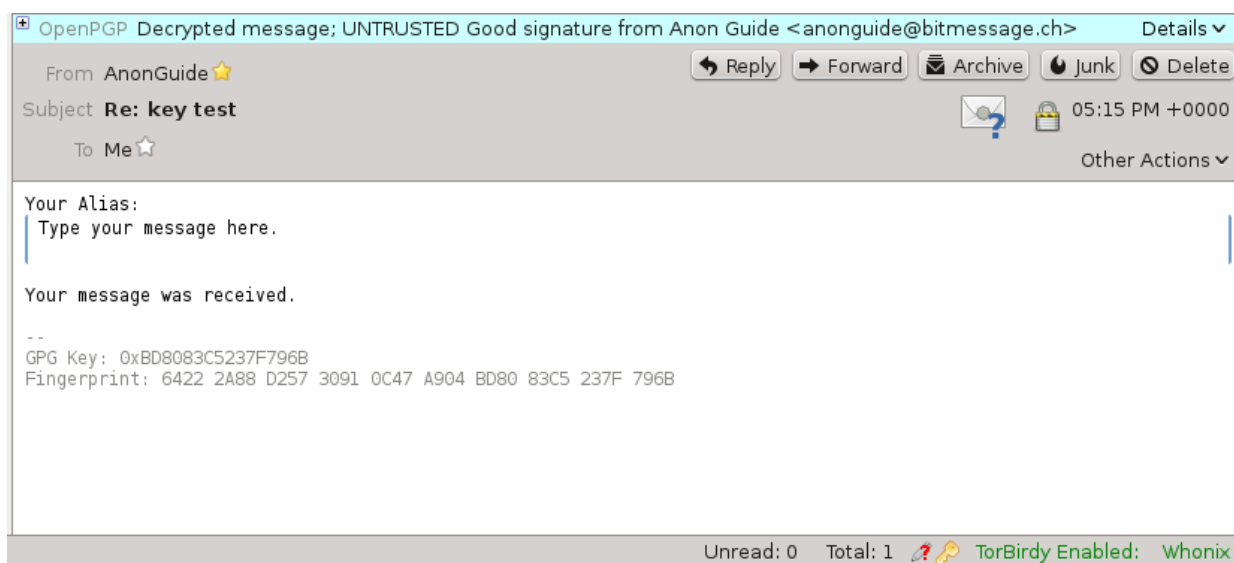 OpenPGP Decrypted message; UNTRUSTED Good signature from Anon Guide <anonguide@bitmessage.ch> Details
From AnonGuide Reply Forward Archive Junk Delete
Subject Re: key test 05:15 PM +0000
To Me
Other Actions
Your Alias:
Type your message here.
Your message was received.
--
GPG Key: 0xBD8083C5237F796B
Fingerprint: 6422 2A88 D257 3091 0C47 A904 BD80 83C5 237F 796B
Unread: 0 Total: 1 TorBirdy Enabled: Whonix